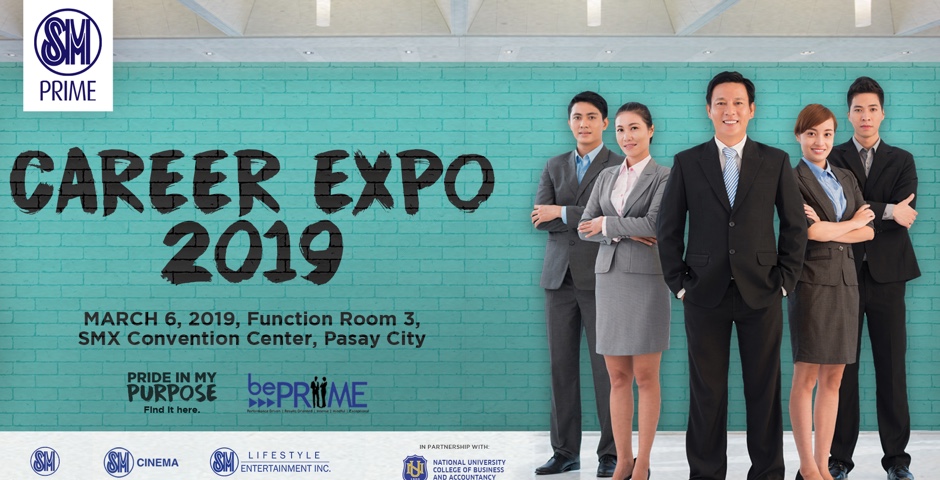 SM
PRIME
CAREER EXPO
2019
MARCH 6, 2019, Function Room 3,
SMX Convention Center, Pasay City
PRIDE IN MY
PURPOSE
Find it here.
bePRIME
SM
SM CINEMA
SM LIFESTYLE
ENTERTAINMENT INC.
IN PARTNERSHIP WITH:
NATIONAL UNIVERSITY
COLLEGE OF BUSINESS
AND ACCOUNTANCY